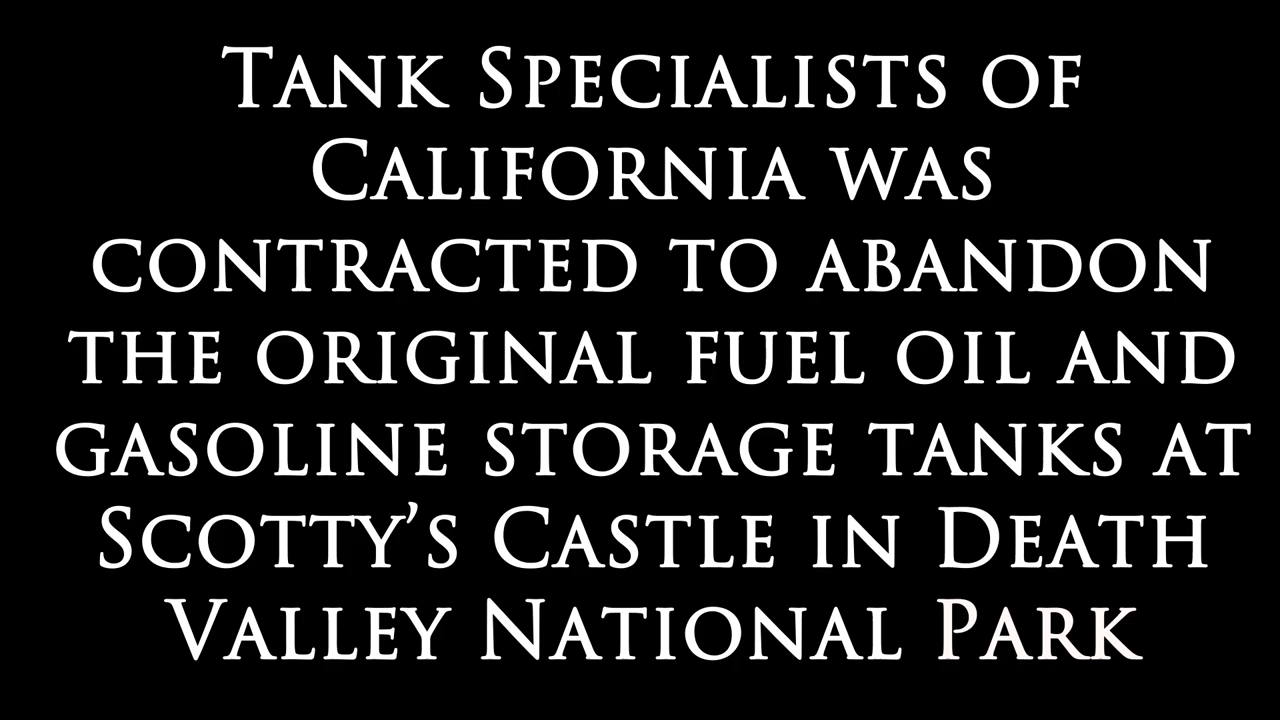 Tank Specialists of
California was
contracted to abandon
the original fuel oil and
gasoline storage tanks at
Scotty’s Castle in Death
Valley National Park